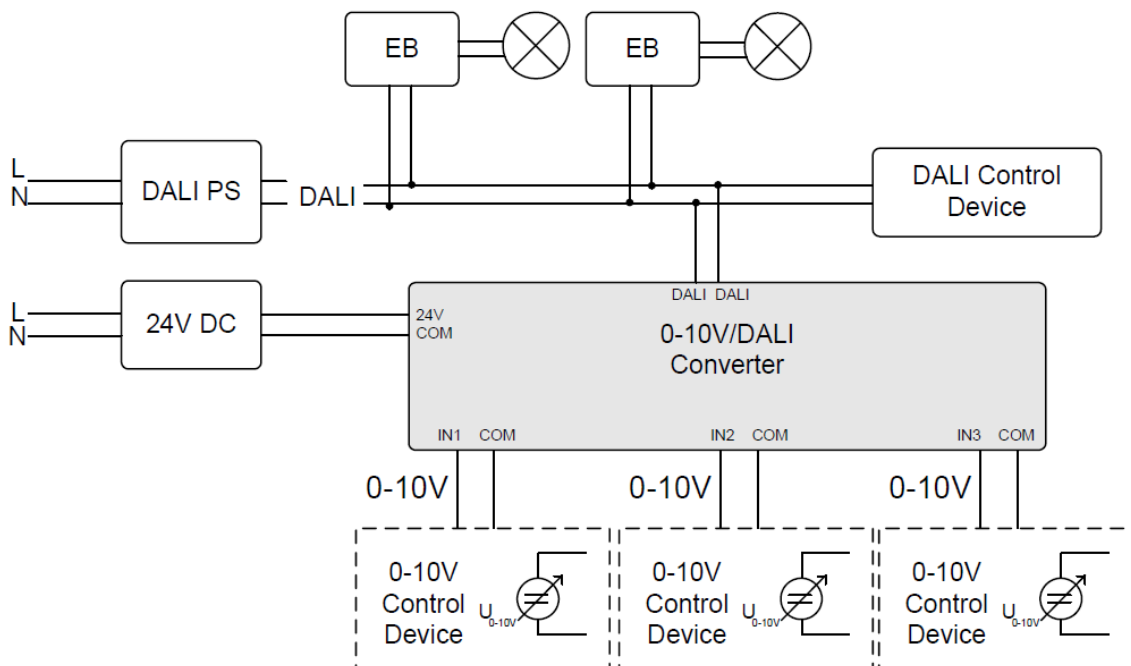 EB
EB
L
N
DALI PS
DALI
DALI Control
Device
L
N
24V DC
24V
COM
DALI DALI
0-10V/DALI
Converter
IN1 COM
IN2 COM
IN3 COM
0-10V
0-10V
0-10V
0-10V
Control
Device
U0-10V
0-10V
Control
Device
U0-10V
0-10V
Control
Device
U0-10V